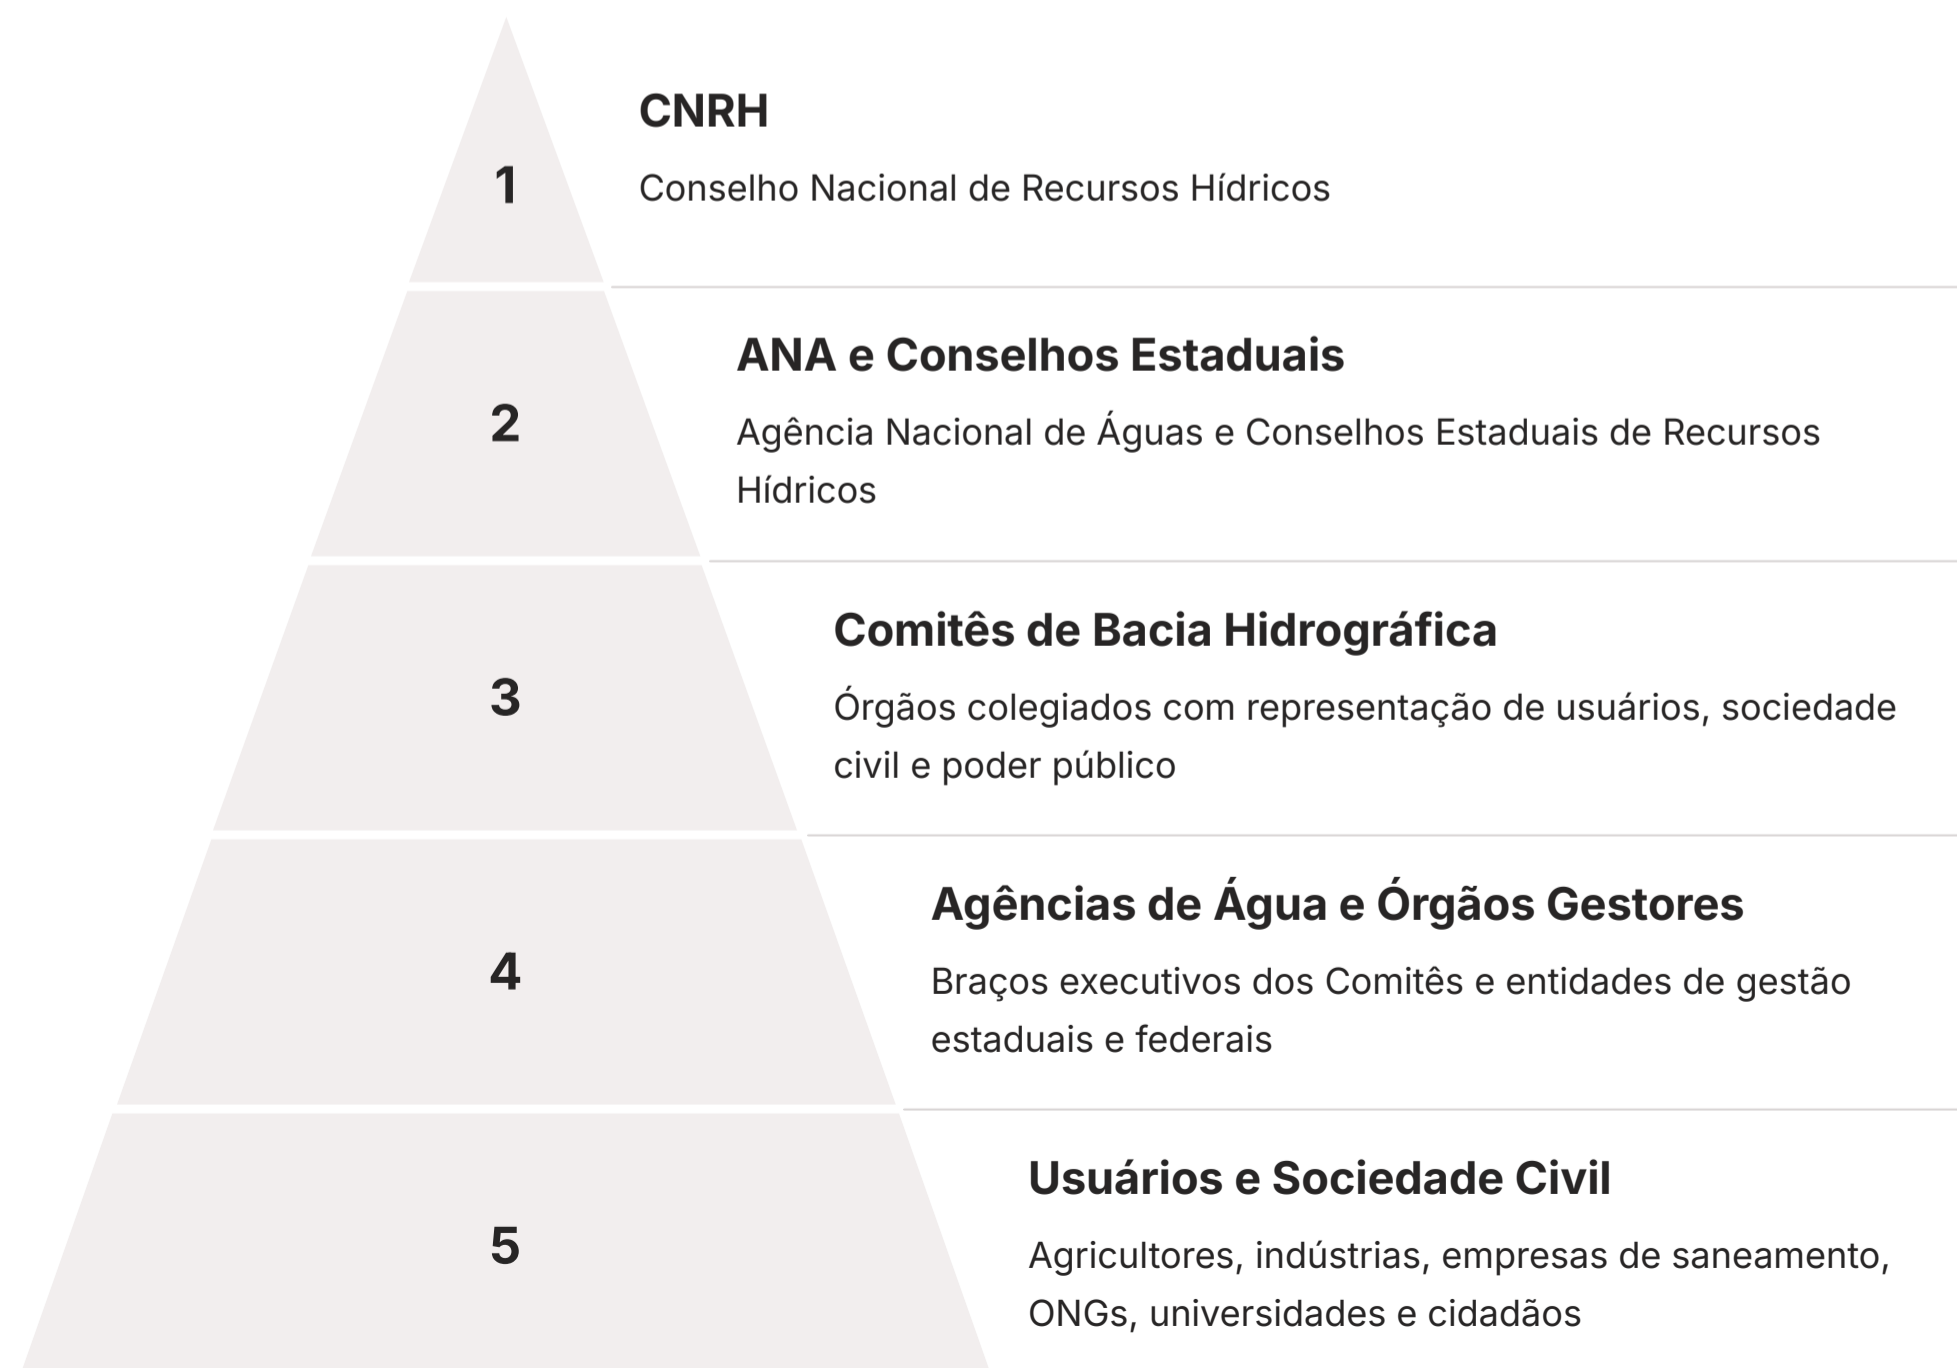 1
CNRH
Conselho Nacional de Recursos Hídricos
2
ANA e Conselhos Estaduais
Agência Nacional de Águas e Conselhos Estaduais de Recursos
Hídricos
3
Comitês de Bacia Hidrográfica
Órgãos colegiados com representação de usuários, sociedade
civil e poder público
4
Agências de Água e Órgãos Gestores
Braços executivos dos Comitês e entidades de gestão
estaduais e federais
5
Usuários e Sociedade Civil
Agricultores, indústrias, empresas de saneamento,
ONGs, universidades e cidadãos